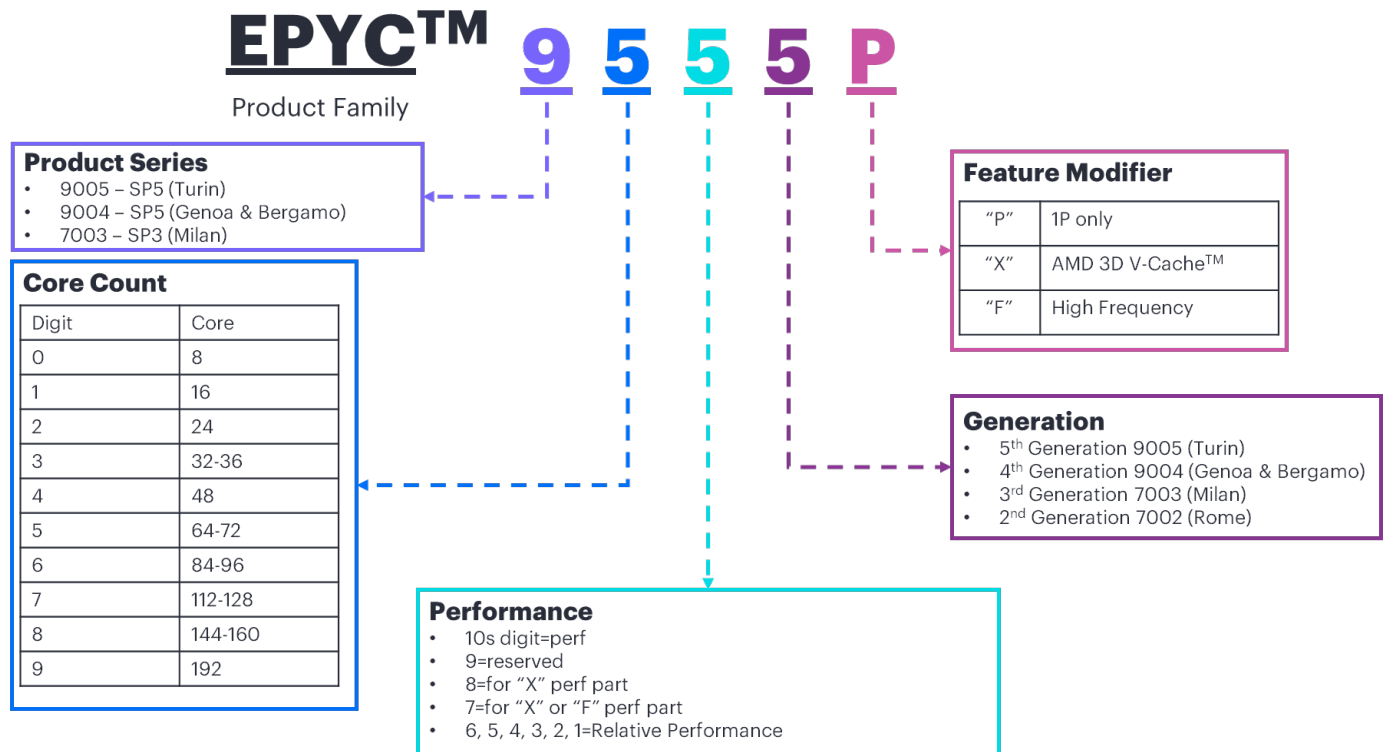 EPYC™ 9 5 5 5 P
Product Family
Product Series
• 9005 – SP5 (Turin)
• 9004 – SP5 (Genoa & Bergamo)
• 7003 – SP3 (Milan)
Core Count
Digit Core
0 8
1 16
2 24
3 32-36
4 48
5 64-72
6 84-96
7 112-128
8 144-160
9 192
Feature Modifier
“P” 1P only
“X” AMD 3D V-Cache™
“F” High Frequency
Generation
• 5th Generation 9005 (Turin)
• 4th Generation 9004 (Genoa & Bergamo)
• 3rd Generation 7003 (Milan)
• 2nd Generation 7002 (Rome)
Performance
• 10s digit=perf
• 9=reserved
• 8=for “X” perf part
• 7=for “X” or “F” perf part
• 6, 5, 4, 3, 2, 1=Relative Performance